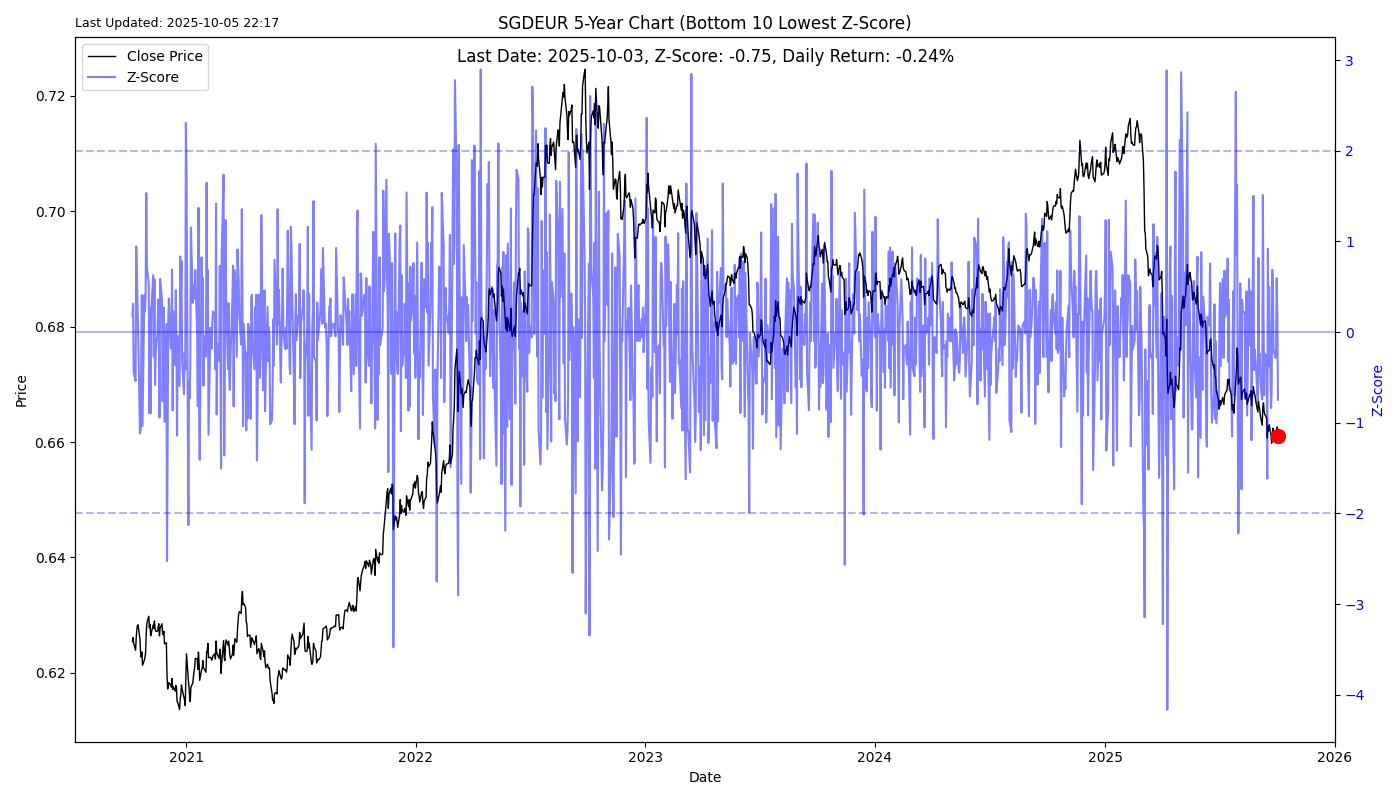 Last Updated: 2025-10-05 22:17
SGDEUR 5-Year Chart (Bottom 10 Lowest Z-Score)
Last Date: 2025-10-03, Z-Score: -0.75, Daily Return: -0.24%
Close Price
Z-Score
0.72
0.70
0.68
0.66
0.64
0.62
Price
3
2
1
0
−1
−2
−3
−4
Z-Score
2021
2022
2023
2024
2025
2026
Date